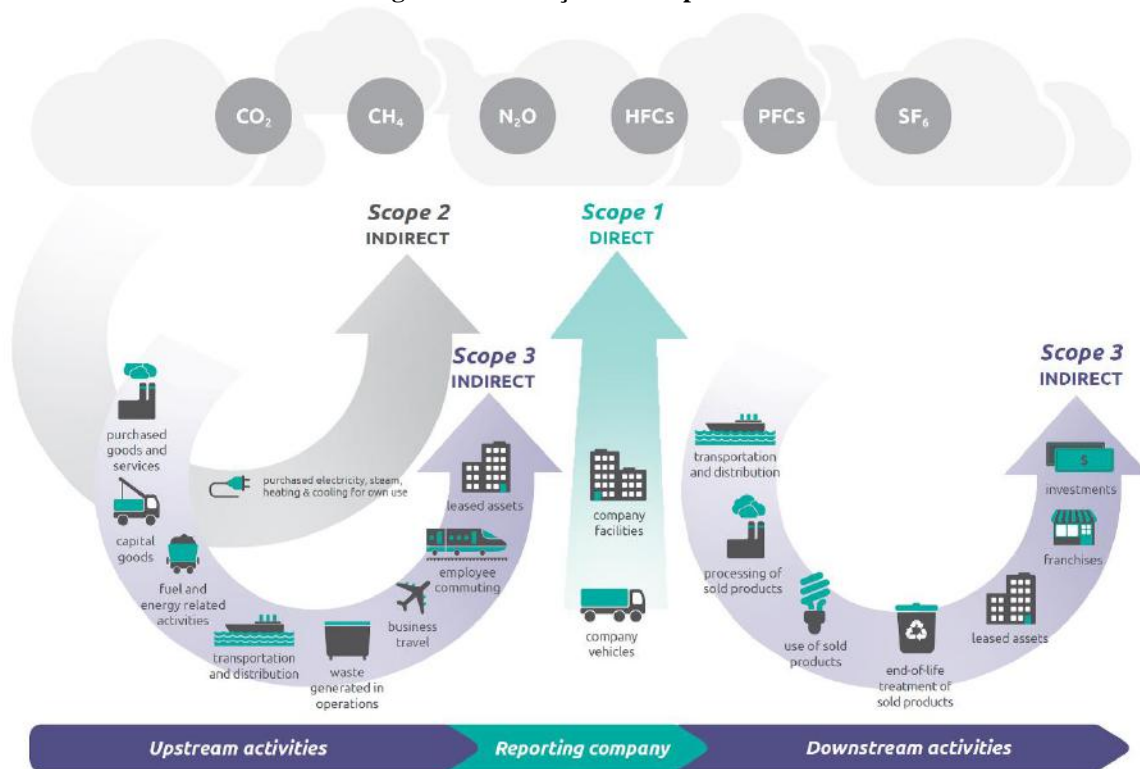 CO₂
CH₄
N₂O
HFCs
PFCs
SF₆
Scope 2
INDIRECT
Scope 1
DIRECT
Scope 3
INDIRECT
Scope 3
INDIRECT
purchased
goods and
services
capital
goods
fuel and
energy related
activities
purchased electricity, steam,
heating & cooling for own use
transportation
and distribution
waste
generated in
operations
business
travel
employee
commuting
leased assets
company
facilities
company
vehicles
transportation
and distribution
processing of
sold products
use of sold
products
end-of-life
treatment of
sold products
leased assets
franchises
investments
$
Upstream activities
Reporting company
Downstream activities